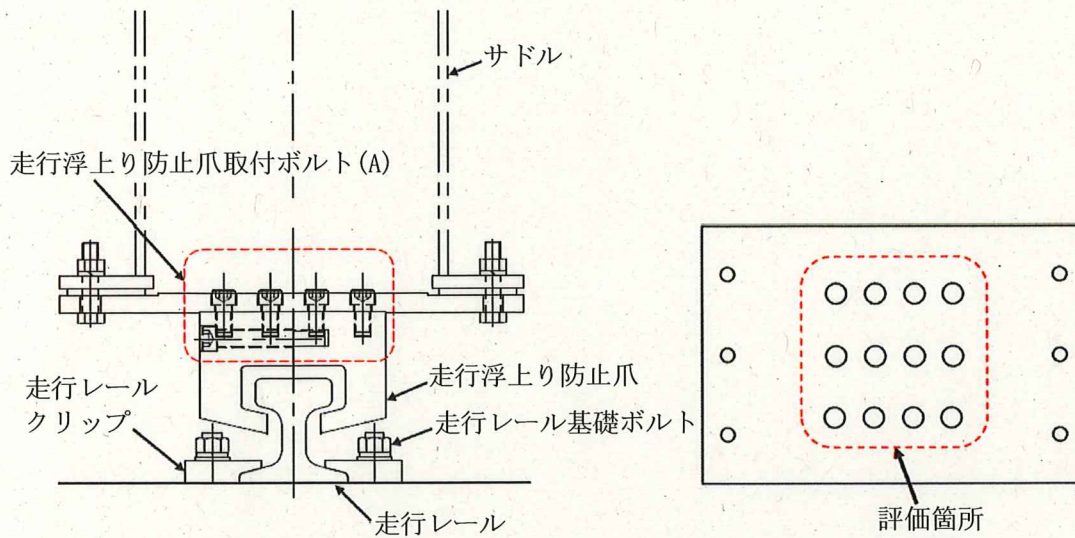 サドル
走行浮上り防止爪取付ボルト(A)
走行レール
クリップ
走行浮上り防止爪
走行レール基礎ボルト
走行レール
評価箇所